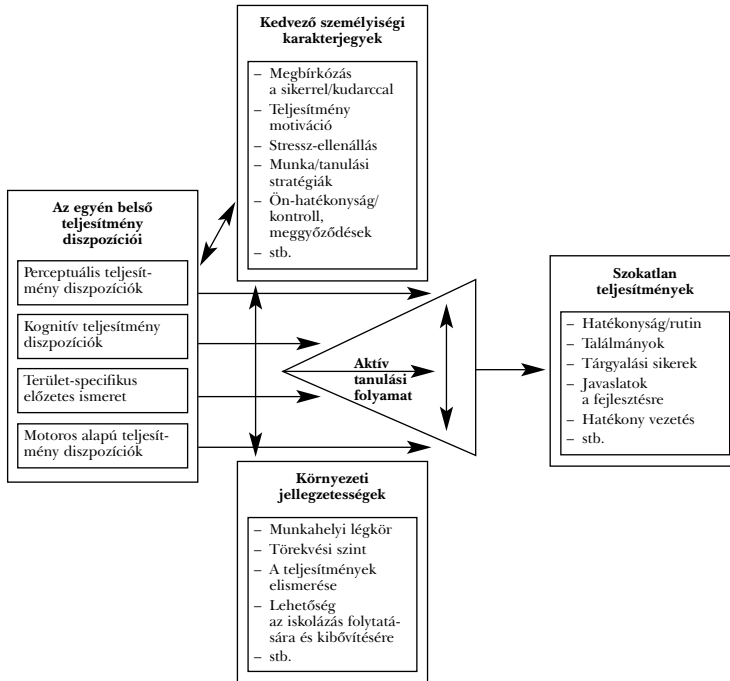 Kedvező személyiségi
karakterjegyek
– Megbírkózás
a sikerrel/kudarccal
– Teljesítmény
motiváció
– Stressz-ellenállás
– Munka/tanulási
stratégiák
– Ön-hatékonyság/
kontroll,
meggyőződések
– stb.
Az egyén belső
teljesítmény
diszpozíciói
Perceptuális teljesít-
mény diszpozíciók
Kognitív teljesítmény
diszpozíciók
Terület-specifikus
előzetes ismeret
Motoros alapú teljesít-
mény diszpozíciók
Aktív
tanulási
folyamat
Szokatlan
teljesítmények
– Hatékonyság/rutin
– Találmányok
– Tárgyalási sikerek
– Javaslatok
a fejlesztésre
– Hatékony vezetés
– stb.
Környezeti
jellegzetességek
– Munkahelyi légkör
– Törekvési szint
– A teljesítmények
elismerése
– Lehetőség
az iskolázás folytatá-
sára és kibővítésére
– stb.